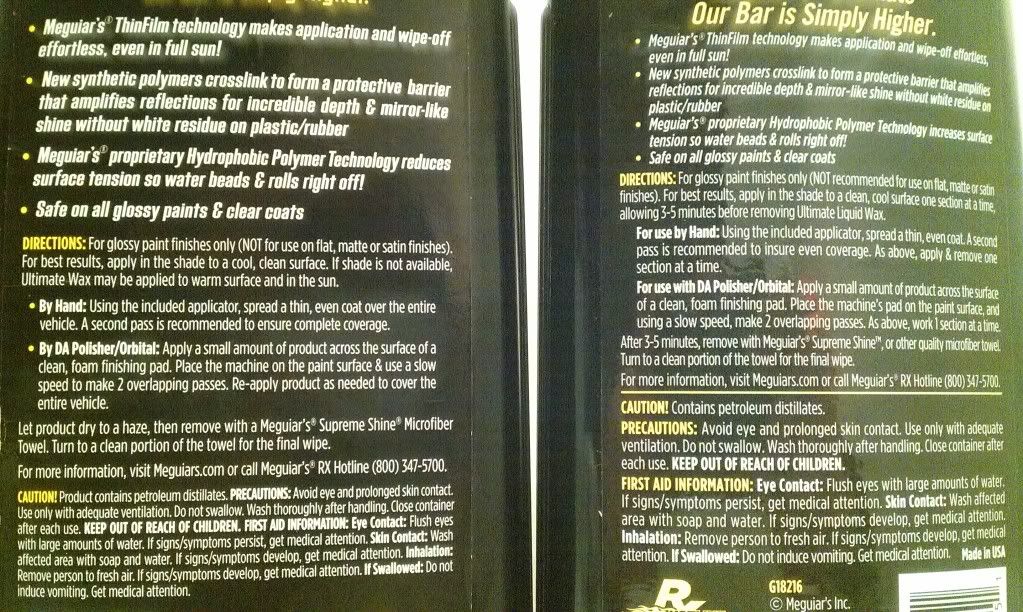 • Meguiar's® ThinFilm technology makes application and wipe-off
effortless, even in full sun!
• New synthetic polymers crosslink to form a protective barrier
that amplifies reflections for incredible depth & mirror-like
shine without white residue on plastic/rubber
• Meguiar's® proprietary Hydrophobic Polymer Technology reduces
surface tension so water beads & rolls right off!
• Safe on all glossy paints & clear coats
DIRECTIONS: For glossy paint finishes only (NOT for use on flat, matte or satin finishes).
For best results, apply in the shade to a cool, clean surface. If shade is not available,
Ultimate Wax may be applied to warm surface and in the sun.
• By Hand: Using the included applicator, spread a thin, even coat over the entire
vehicle. A second pass is recommended to ensure complete coverage.
• By DA Polisher/Orbital: Apply a small amount of product across the surface of a
clean, foam finishing pad. Place the machine on the paint surface & use a slow
speed to make 2 overlapping passes. Re-apply product as needed to cover the
entire vehicle.
Let product dry to a haze, then remove with a Meguiar's® Supreme Shine® Microfiber
Towel. Turn to a clean portion of the towel for the final wipe.
For more information, visit Meguiars.com or call Meguiar's® RX Hotline (800) 347-5700.
CAUTION! Product contains petroleum distillates. PRECAUTIONS: Avoid eye and prolonged skin contact.
Use only with adequate ventilation. Do not swallow. Wash thoroughly after handling. Close container
after each use. KEEP OUT OF REACH OF CHILDREN. FIRST AID INFORMATION: Eye Contact: Flush eyes
with large amounts of water. If signs/symptoms persist, get medical attention. Skin Contact: Wash
affected area with soap and water. If signs/symptoms develop, get medical attention. Inhalation:
Remove person to fresh air. If signs/symptoms develop, get medical attention. If Swallowed: Do not
induce vomiting. Get medical attention.
Our Bar is Simply Higher.
• Meguiar's® ThinFilm technology makes application and wipe-off effortless,
even in full sun!
• New synthetic polymers crosslink to form a protective barrier that amplifies
reflections for incredible depth & mirror-like shine without white residue on
plastic/rubber
• Meguiar's® proprietary Hydrophobic Polymer Technology increases surface
tension so water beads & rolls right off!
• Safe on all glossy paints & clear coats
DIRECTIONS: For glossy paint finishes only (NOT recommended for use on flat, matte or satin
finishes). For best results, apply in the shade to a clean, cool surface one section at a time,
allowing 3-5 minutes before removing Ultimate Liquid Wax.
For use by Hand: Using the included applicator, spread a thin, even coat. A second
pass is recommended to insure even coverage. As above, apply & remove one
section at a time.
For use with DA Polisher/Orbital: Apply a small amount of product across the surface
of a clean, foam finishing pad. Place the machine's pad on the paint surface, and
using a slow speed, make 2 overlapping passes. As above, work 1 section at a time.
After 3-5 minutes, remove with Meguiar's® Supreme Shine™, or other quality microfiber towel.
Turn to a clean portion of the towel for the final wipe.
For more information, visit Meguiars.com or call Meguiar's® RX Hotline (800) 347-5700.
CAUTION! Contains petroleum distillates.
PRECAUTIONS: Avoid eye and prolonged skin contact. Use only with adequate
ventilation. Do not swallow. Wash thoroughly after handling. Close container after
each use. KEEP OUT OF REACH OF CHILDREN.
FIRST AID INFORMATION: Eye Contact: Flush eyes with large amounts of water.
If signs/symptoms persist, get medical attention. Skin Contact: Wash affected
area with soap and water. If signs/symptoms develop, get medical attention.
Inhalation: Remove person to fresh air. If signs/symptoms develop, get medical
attention. If Swallowed: Do not induce vomiting. Get medical attention. Made in USA
R
G18216
© Meguiar's Inc.